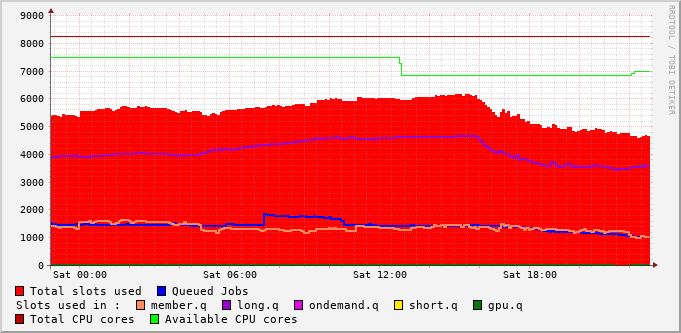 9000
8000
7000
6000
5000
4000
3000
2000
1000
0
Sat 00:00 Sat 06:00 Sat 12:00 Sat 18:00
Total slots used Queued Jobs
Slots used in : member.q long.q ondemand.q short.q gpu.q
Total CPU cores Available CPU cores
RRDTOOL / TOBI OETIKER